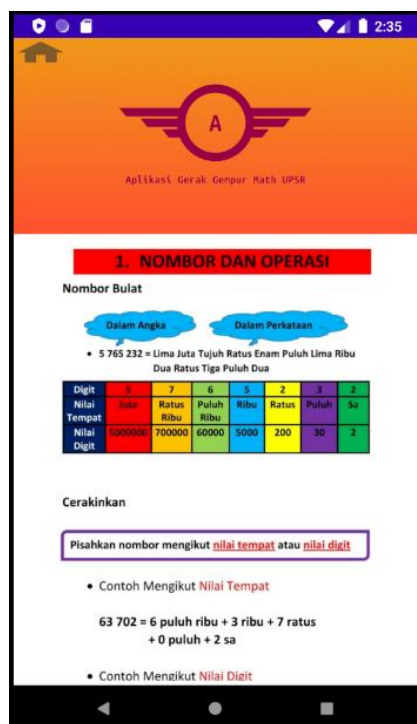 2:35
A
Aplikasi Gerak Gempur Math UPSR
1. NOMBOR DAN OPERASI
Nombor Bulat
Dalam Angka Dalam Perkataan
• 5 765 232 = Lima Juta Tujuh Ratus Enam Puluh Lima Ribu
Dua Ratus Tiga Puluh Dua
Digit 5 7 6 5 2 3 2
Nilai Tempat Juta Ratus Ribu Puluh Ribu Ribu Ratus Puluh Sa
Nilai Digit 5000000 700000 60000 5000 200 30 2
Cerakinkan
Pisahkan nombor mengikut nilai tempat atau nilai digit
• Contoh Mengikut Nilai Tempat
63 702 = 6 puluh ribu + 3 ribu + 7 ratus
+ 0 puluh + 2 sa
• Contoh Mengikut Nilai Digit